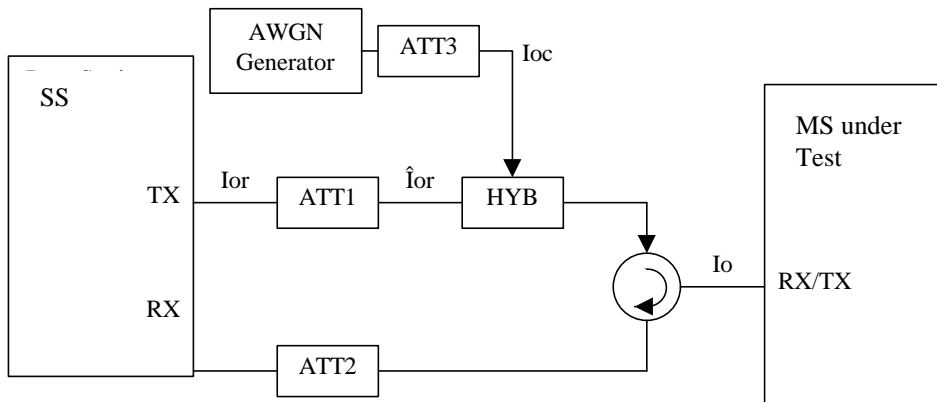 AWGN
Generator
ATT3
Ioc
SS
MS under
Test
TX
Ior
ATT1
Îor
HYB
Io
RX/TX
RX
ATT2